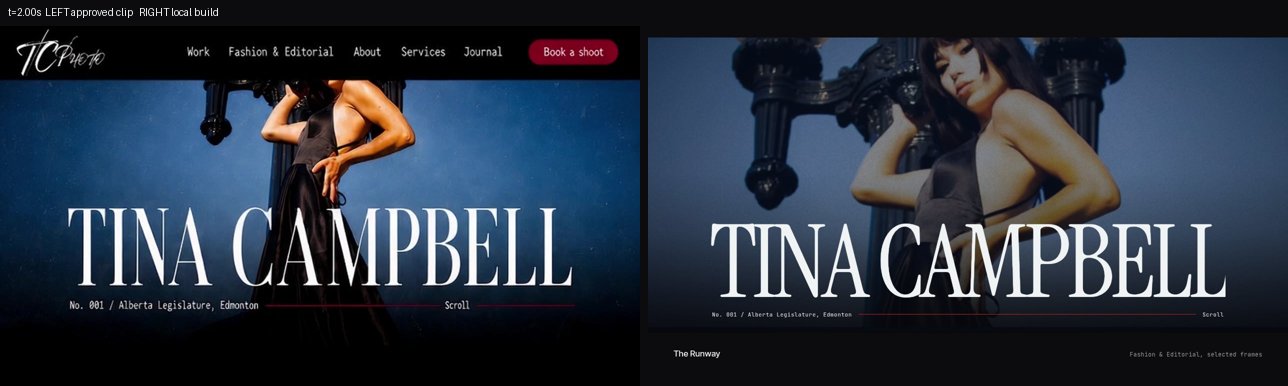 t=2.00s LEFT approved clip RIGHT local build
TCPhoto
Work Fashion & Editorial About Services Journal Book a shoot
TINA CAMPBELL
No. 001 / Alberta Legislature, Edmonton Scroll
TINA CAMPBELL
No. 001 / Alberta Legislature, Edmonton Scroll
The Runway Fashion & Editorial, selected frames